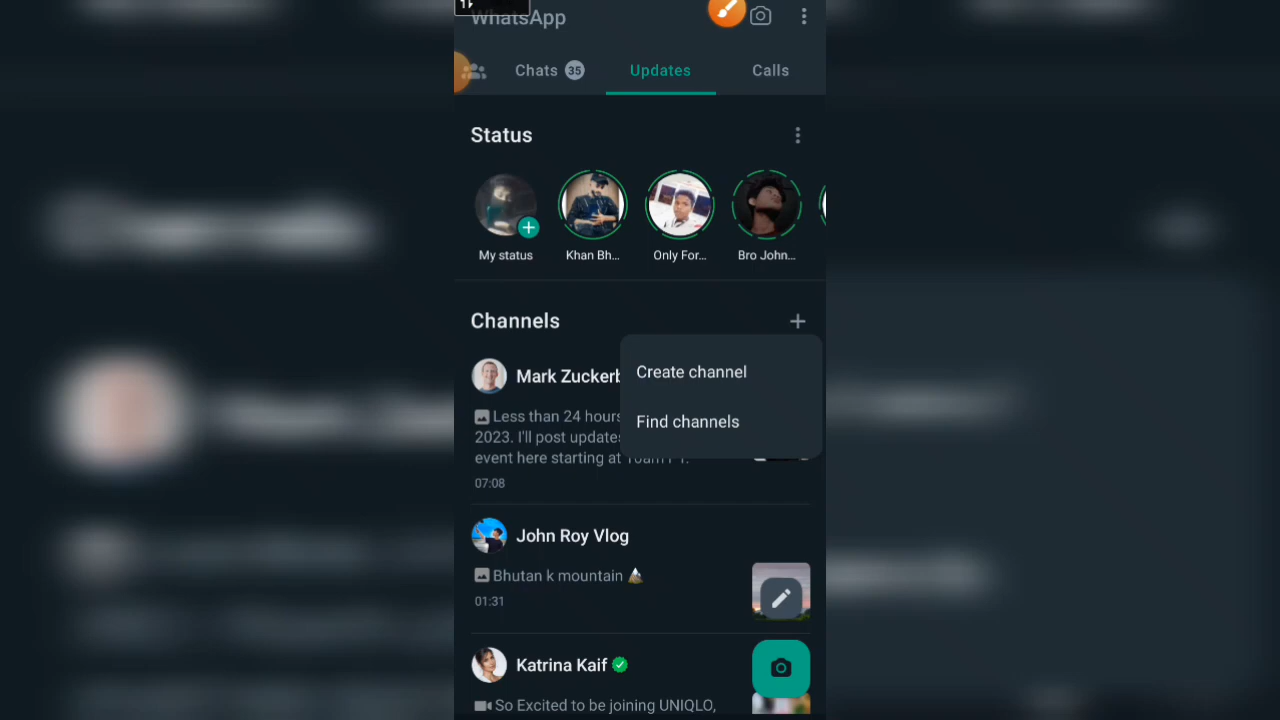 WhatsApp
Chats 35
Updates
Calls
Status
My status
Khan Bh...
Only For...
Bro John...
Channels
Create channel
Find channels
Mark Zuckerb
Less than 24 hours
2023. I'll post updates
event here starting at 10am PT.
07:08
John Roy Vlog
Bhutan k mountain
01:31
Katrina Kaif
So Excited to be joining UNIQLO,